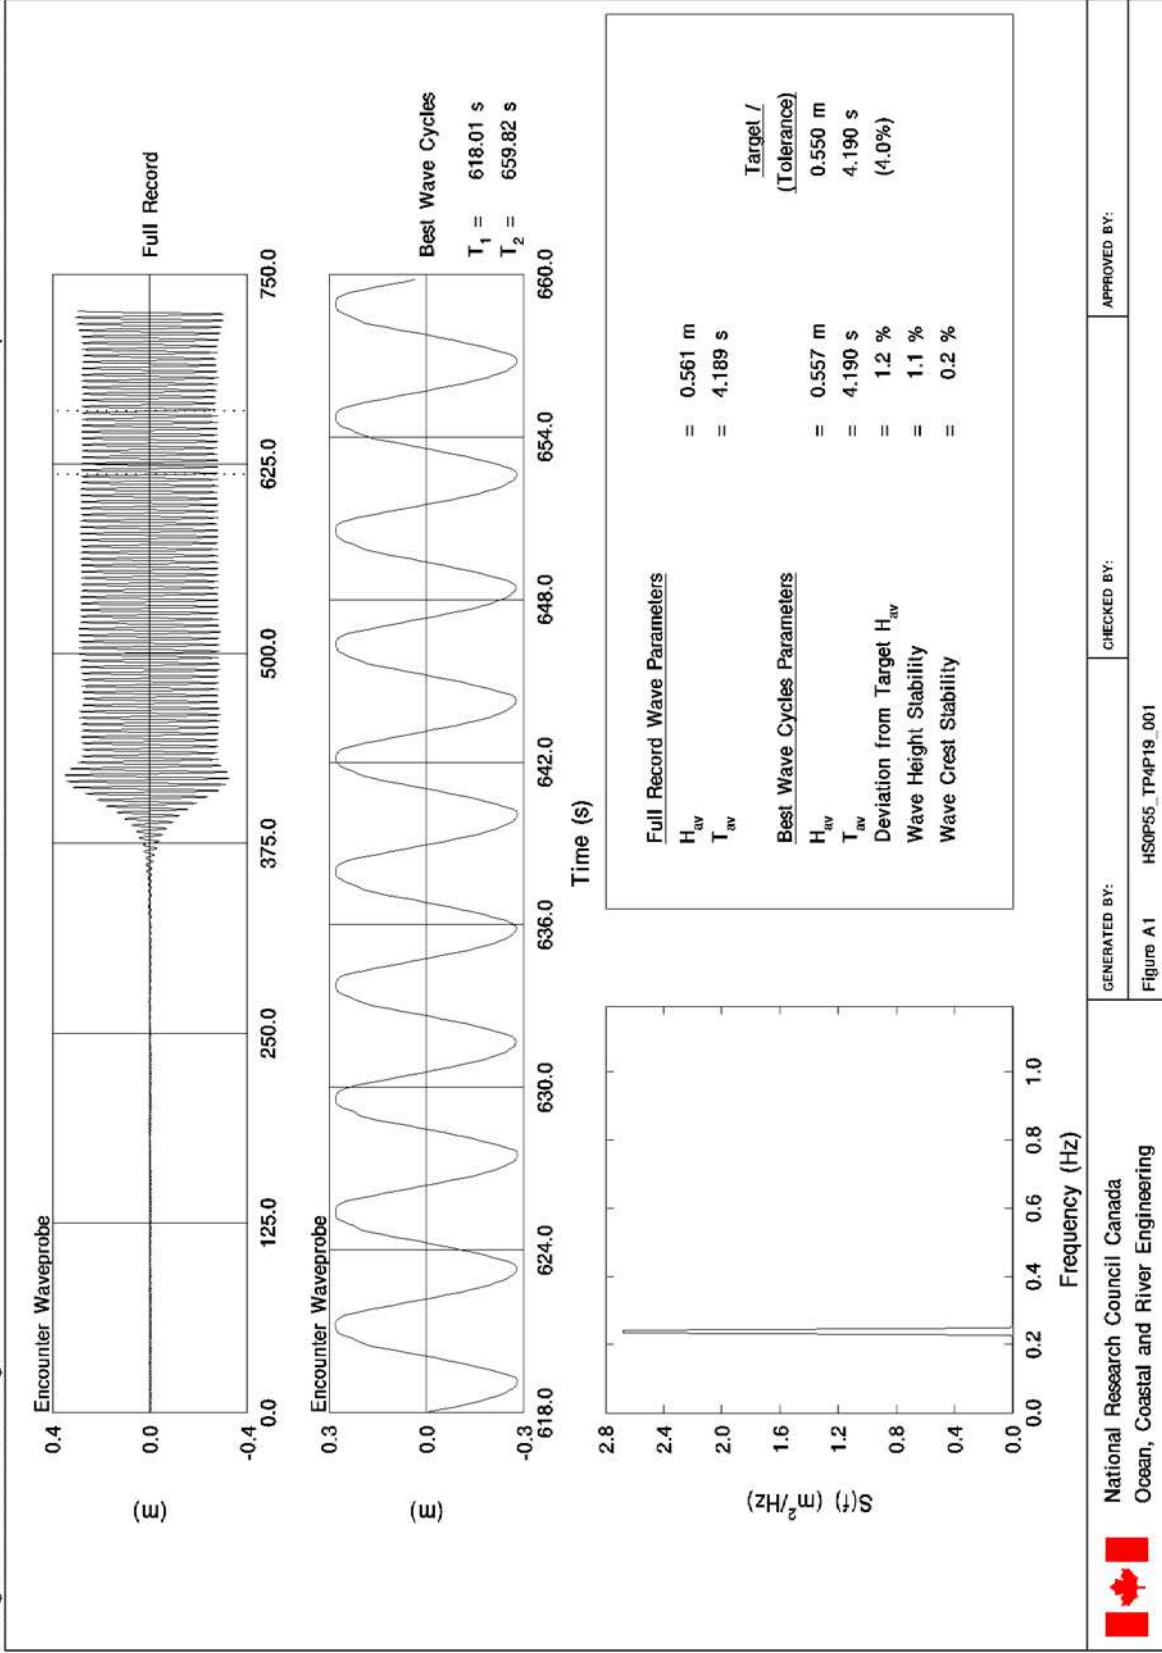 Encounter Waveprobe
0.4
0.0
-0.4
(m)
0.0 125.0 250.0 375.0 500.0 625.0 750.0
Full Record
Encounter Waveprobe
0.3
0.0
-0.3
(m)
618.0 624.0 630.0 636.0 642.0 648.0 654.0 660.0
Time (s)
Best Wave Cycles
T1 = 618.01 s
T2 = 659.82 s
2.8
2.4
2.0
1.6
1.2
0.8
0.4
0.0
S(f) (m²/Hz)
0.0 0.2 0.4 0.6 0.8 1.0
Frequency (Hz)
Full Record Wave Parameters
Hav = 0.561 m
Tav = 4.189 s
Target /
Best Wave Cycles Parameters (Tolerance)
Hav = 0.557 m 0.550 m
Tav = 4.190 s 4.190 s
Deviation from Target Hav = 1.2 % (4.0%)
Wave Height Stability = 1.1 %
Wave Crest Stability = 0.2 %
National Research Council Canada
Ocean, Coastal and River Engineering
GENERATED BY: CHECKED BY: APPROVED BY:
Figure A1 HS0P55_TP4P19_001